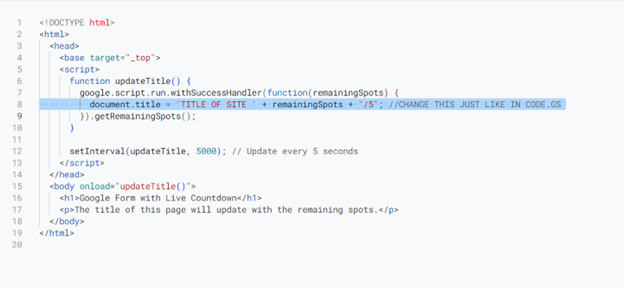 1 <!DOCTYPE html>
2 <html>
3 <head>
4 <base target="_top">
5 <script>
6 function updateTitle() {
7 google.script.run.withSuccessHandler(function(remainingSpots) {
8 document.title = 'TITLE OF SITE ' + remainingSpots + "/5"; //CHANGE THIS JUST LIKE IN CODE.GS
9 }).getRemainingSpots();
10 }
11
12 setInterval(updateTitle, 5000); // Update every 5 seconds
13 </script>
14 </head>
15 <body onload="updateTitle()">
16 <h1>Google Form with Live Countdown</h1>
17 <p>The title of this page will update with the remaining spots.</p>
18 </body>
19 </html>
20